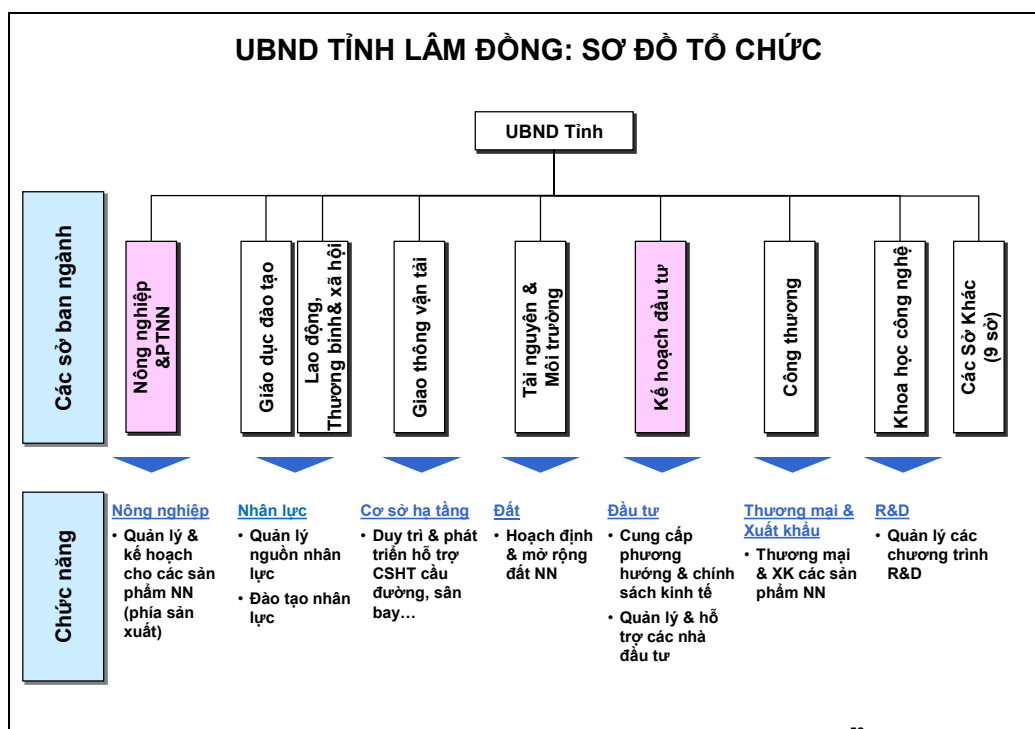 UBND TỈNH LÂM ĐỒNG: SƠ ĐỒ TỔ CHỨC
UBND Tỉnh
Các sở ban ngành
Nông nghiệp
&PTNN
Giáo dục đào tạo
Lao động,
Thương binh& xã hội
Giao thông vận tải
Tài nguyên &
Môi trường
Kế hoạch đầu tư
Công thương
Khoa học công nghệ
Các Sở Khác
(9 sở)
Chức năng
Nông nghiệp
• Quản lý &
kế hoạch
cho các sản
phẩm NN
(phía sản
xuất)
Nhân lực
• Quản lý
nguồn nhân
lực
• Đào tạo nhân
lực
Cơ sở hạ tầng
• Duy trì & phát
triển hỗ trợ
CSHT cầu
đường, sân
bay…
Đất
• Hoạch định
& mở rộng
đất NN
Đầu tư
• Cung cấp
phương
hướng & chính
sách kinh tế
• Quản lý & hỗ
trợ các nhà
đầu tư
Thương mại &
Xuất khẩu
• Thương mại
& XK các sản
phẩm NN
R&D
• Quản lý các
chương trình
R&D